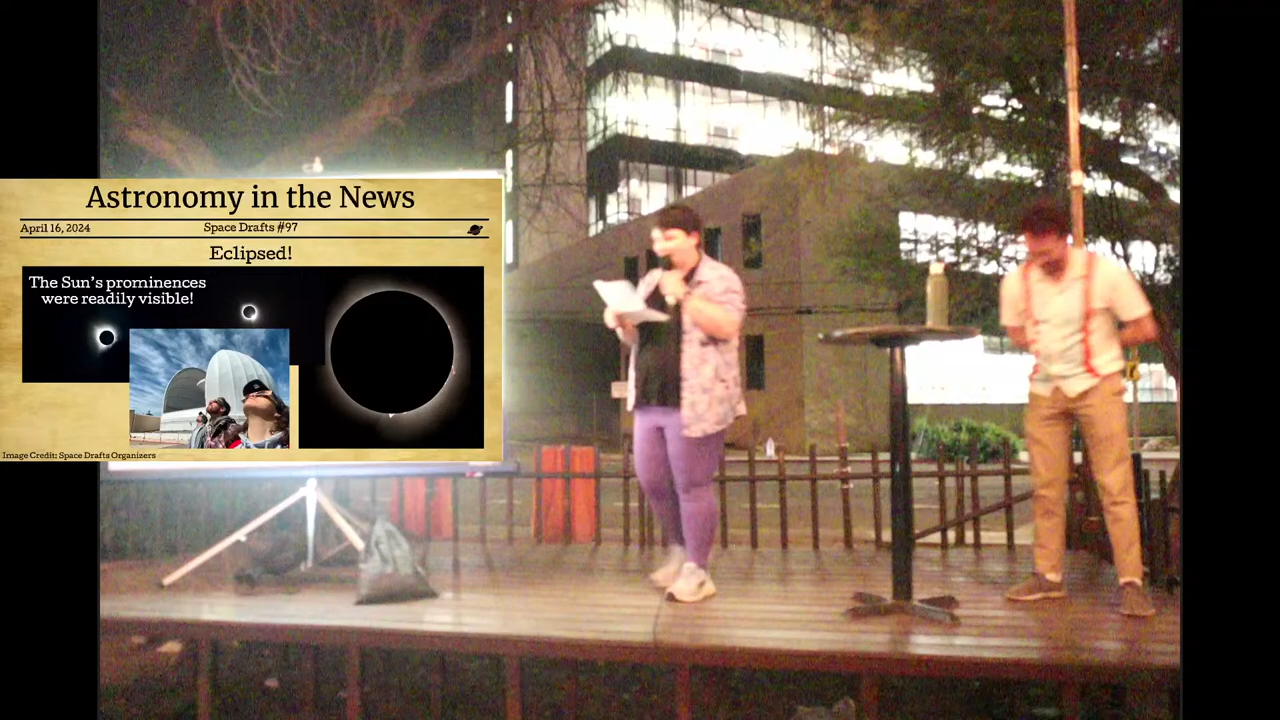 Astronomy in the News
April 16, 2024
Space Drafts #97
Eclipsed!
The Sun's prominences
were readily visible!
Image Credit: Space Drafts Organizers